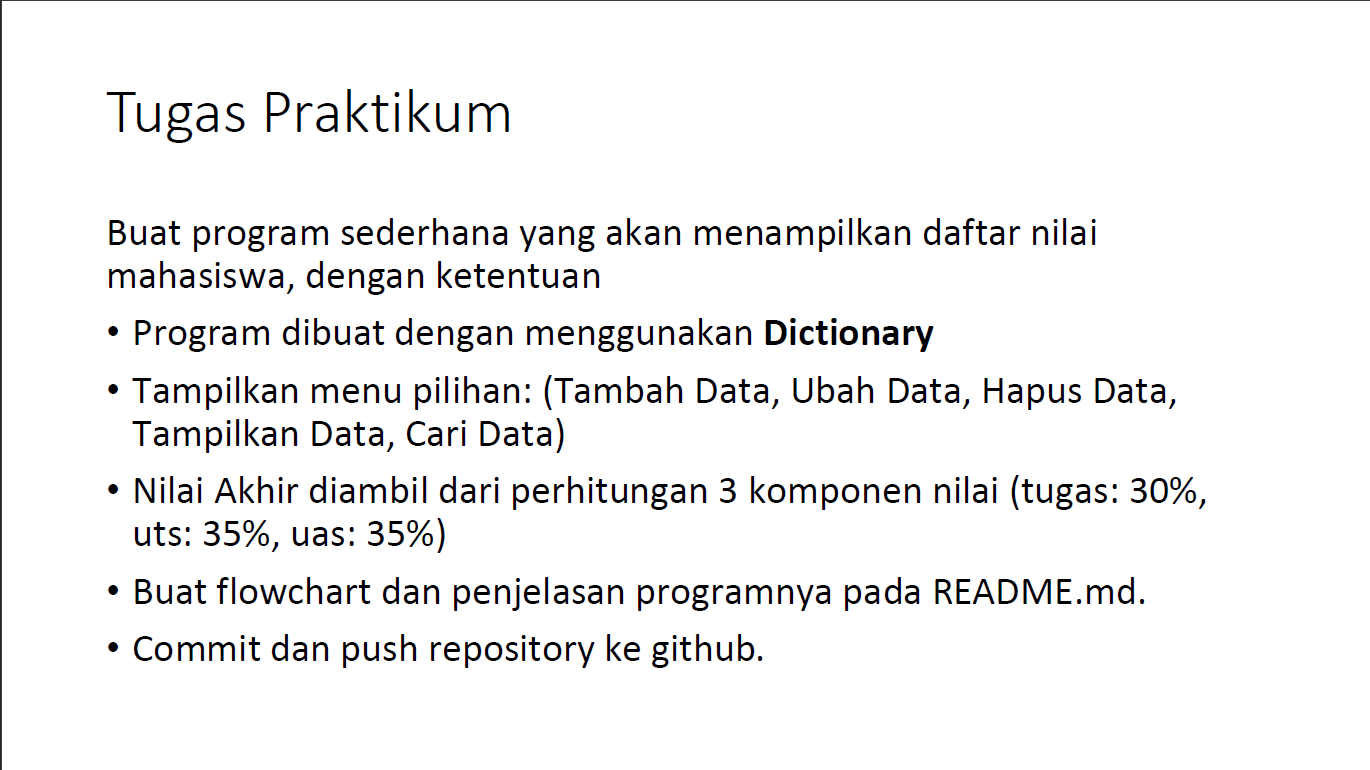 Tugas Praktikum
Buat program sederhana yang akan menampilkan daftar nilai
mahasiswa, dengan ketentuan
• Program dibuat dengan menggunakan Dictionary
• Tampilkan menu pilihan: (Tambah Data, Ubah Data, Hapus Data,
Tampilkan Data, Cari Data)
• Nilai Akhir diambil dari perhitungan 3 komponen nilai (tugas: 30%,
uts: 35%, uas: 35%)
• Buat flowchart dan penjelasan programnya pada README.md.
• Commit dan push repository ke github.